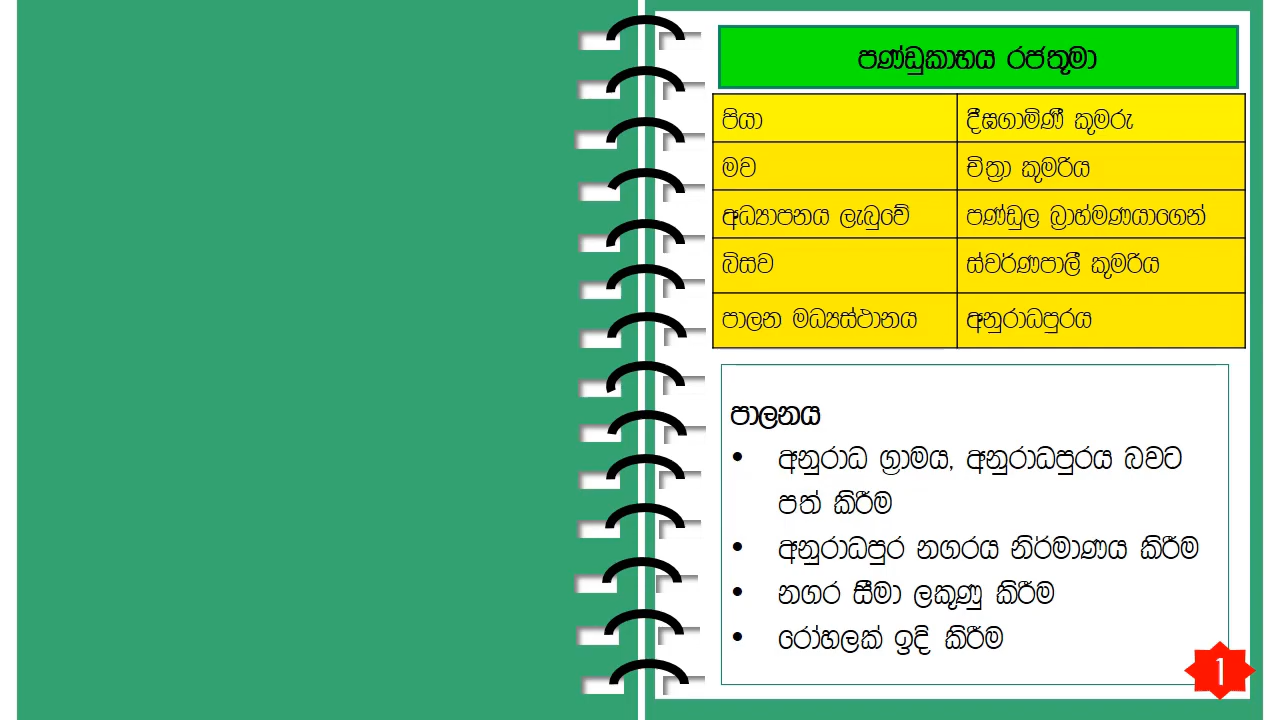 පණ්ඩුකාභය රජතුමා
පියා දීඝගාමිණී කුමරු
මව චිත්‍රා කුමරිය
අධ්‍යාපනය ලැබුවේ පණ්ඩුල බ්‍රාහ්මණයාගෙන්
බිසව ස්වර්ණපාලී කුමරිය
පාලන මධ්‍යස්ථානය අනුරාධපුරය
පාලනය
• අනුරාධ ග්‍රාමය, අනුරාධපුරය බවට
පත් කිරීම
• අනුරාධපුර නගරය නිර්මාණය කිරීම
• නගර සීමා ලකුණු කිරීම
• රෝහලක් ඉදි කිරීම
1